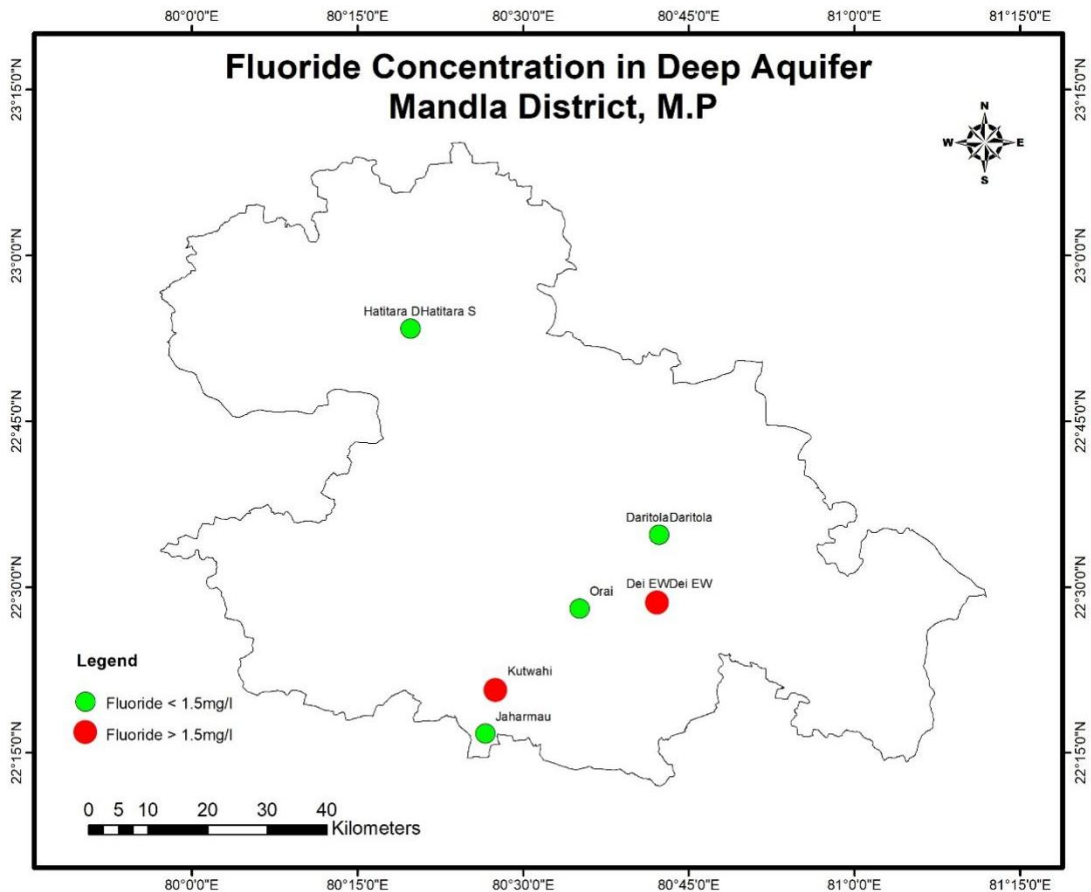 80°0'0"E 80°15'0"E 80°30'0"E 80°45'0"E 81°0'0"E 81°15'0"E
Fluoride Concentration in Deep Aquifer
Mandla District, M.P
N
W E
S
23°15'0"N 23°15'0"N
23°0'0"N 23°0'0"N
Hatitara DHatitara S
22°45'0"N 22°45'0"N
DaritolaDaritola
22°30'0"N 22°30'0"N
Dei EWDei EW
Orai
Kutwahi
Jaharmau
22°15'0"N 22°15'0"N
Legend
Fluoride < 1.5mg/l
Fluoride > 1.5mg/l
0 5 10 20 30 40
Kilometers
80°0'0"E 80°15'0"E 80°30'0"E 80°45'0"E 81°0'0"E 81°15'0"E